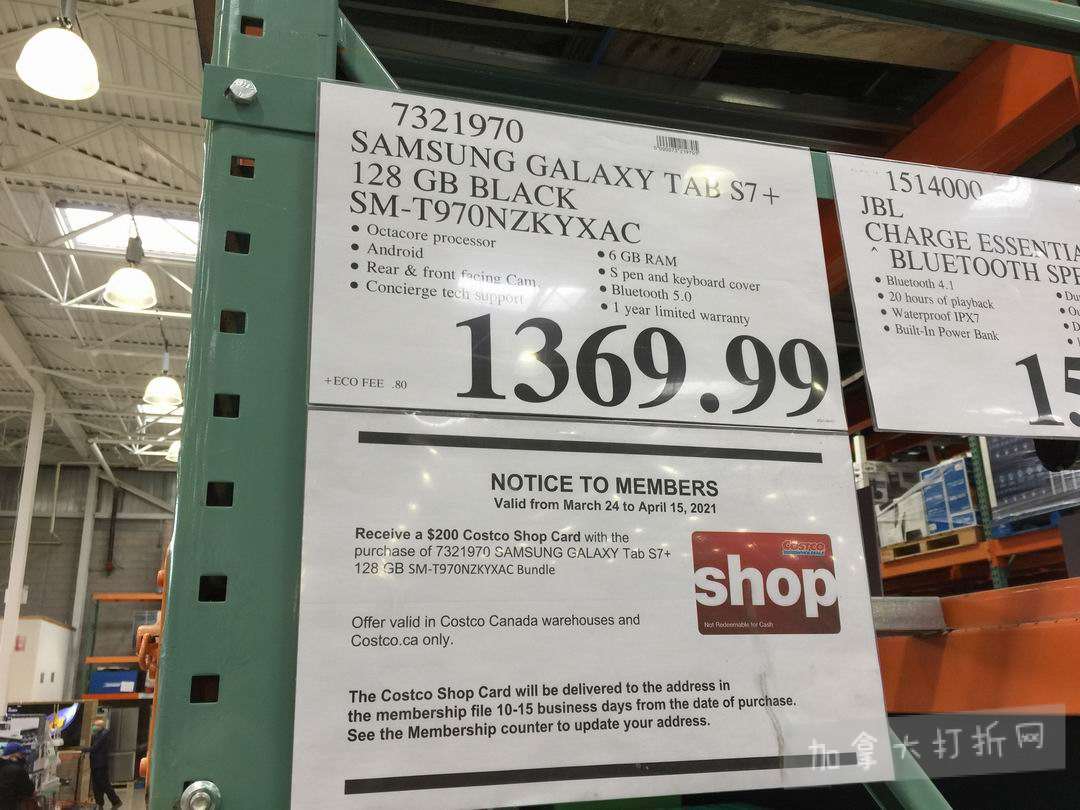 7321970
SAMSUNG GALAXY TAB S7+
128 GB BLACK
SM-T970NZKYXAC
• Octacore processor
• Android
• Rear & front facing Cam.
• Concierge tech support
• 6 GB RAM
• S pen and keyboard cover
• Bluetooth 5.0
• 1 year limited warranty
+ECO FEE .80
1369.99
NOTICE TO MEMBERS
Valid from March 24 to April 15, 2021
Receive a $200 Costco Shop Card with the
purchase of 7321970 SAMSUNG GALAXY Tab S7+
128 GB SM-T970NZKYXAC Bundle
COSTCO
WHOLESALE
shop
Not Redeemable for Cash
Offer valid in Costco Canada warehouses and
Costco.ca only.
The Costco Shop Card will be delivered to the address in
the membership file 10-15 business days from the date of purchase.
See the Membership counter to update your address.
1514000
JBL
CHARGE ESSENTIA
^ BLUETOOTH SPE
• Bluetooth 4.1
• 20 hours of playback
• Waterproof IPX7
• Built-In Power Bank
15
加拿大打折网